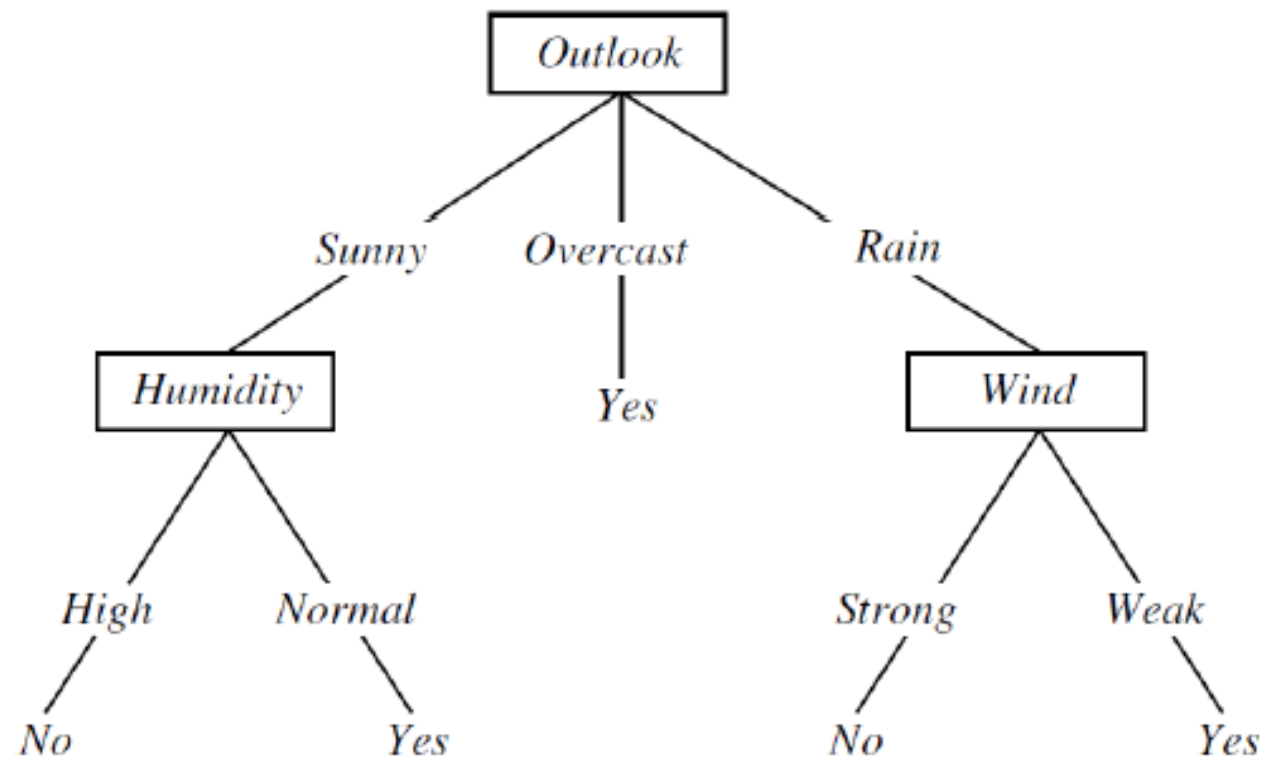 Outlook
Sunny Overcast Rain
Humidity Yes Wind
High Normal Strong Weak
No Yes No Yes